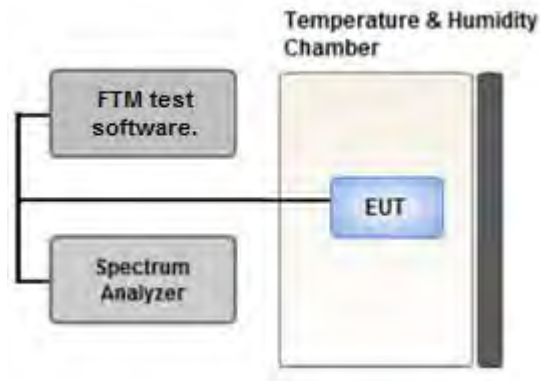 Temperature & Humidity
Chamber
FTM test
software.
EUT
Spectrum
Analyzer